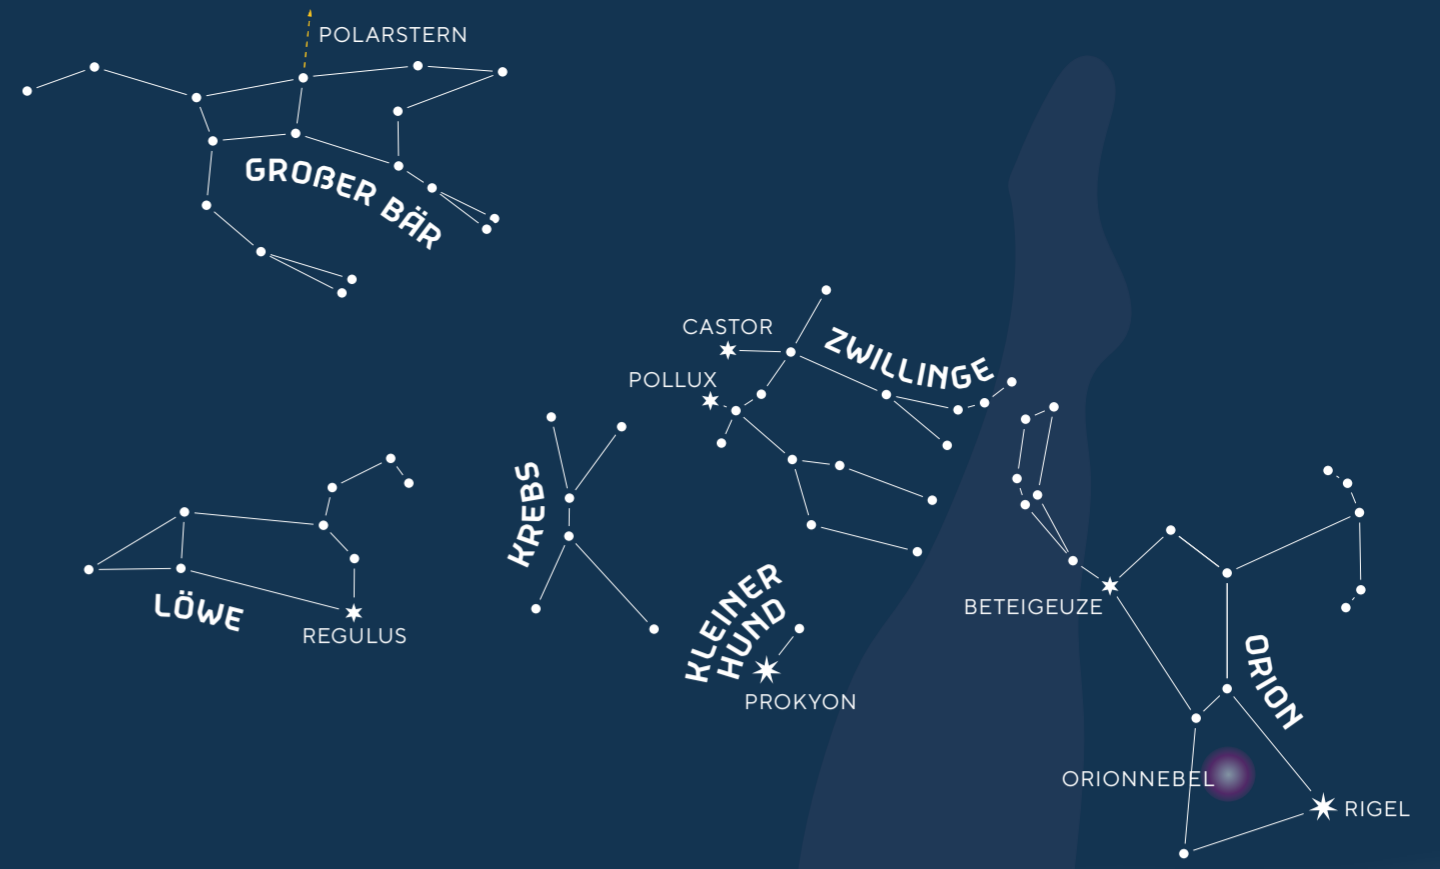 POLARSTERN
GROẞER BÄR
CASTOR
ZWILLINGE
POLLUX
KREBS
LÖWE
REGULUS
KLEINER
HUND
PROKYON
BETEIGEUZE
ORION
ORIONNEBEL
RIGEL